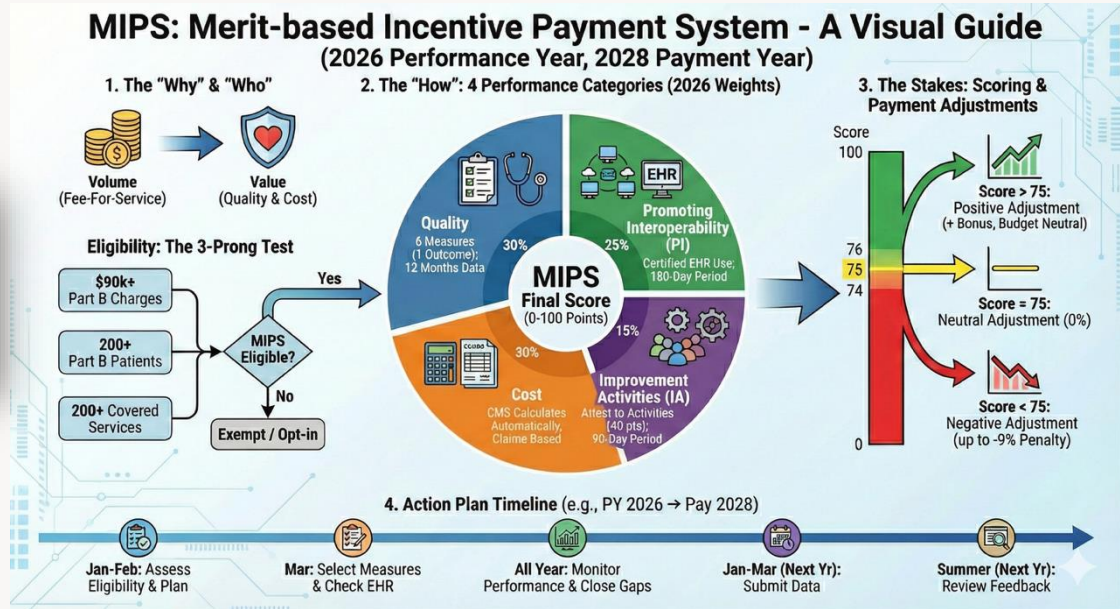 MIPS: Merit-based Incentive Payment System - A Visual Guide
(2026 Performance Year, 2028 Payment Year)
1. The “Why” & “Who”
Volume
(Fee-For-Service)
Value
(Quality & Cost)
Eligibility: The 3-Prong Test
$90k+
Part B Charges
200+
Part B Patients
200+ Covered
Services
MIPS
Eligible?
Yes
No
Exempt / Opt-in
2. The “How”: 4 Performance Categories (2026 Weights)
Quality
6 Measures
(1 Outcome);
12 Months Data
30%
EHR
Promoting
Interoperability
(PI)
Certified EHR Use;
180-Day Period
25%
MIPS
Final Score
(0-100 Points)
30%
Cost
CMS Calculates
Automatically,
Claime Based
15%
Improvement
Activities (IA)
Attest to Activities
(40 pts);
90-Day Period
3. The Stakes: Scoring &
Payment Adjustments
Score
100
76
75
74
0
Score > 75:
Positive Adjustment
(+ Bonus, Budget Neutral)
Score = 75:
Neutral Adjustment (0%)
Score < 75:
Negative Adjustment
(up to -9% Penalty)
4. Action Plan Timeline (e.g., PY 2026 → Pay 2028)
Jan-Feb: Assess
Eligibility & Plan
Mar: Select Measures
& Check EHR
All Year: Monitor
Performance & Close Gaps
Jan-Mar (Next Yr):
Submit Data
Summer (Next Yr):
Review Feedback